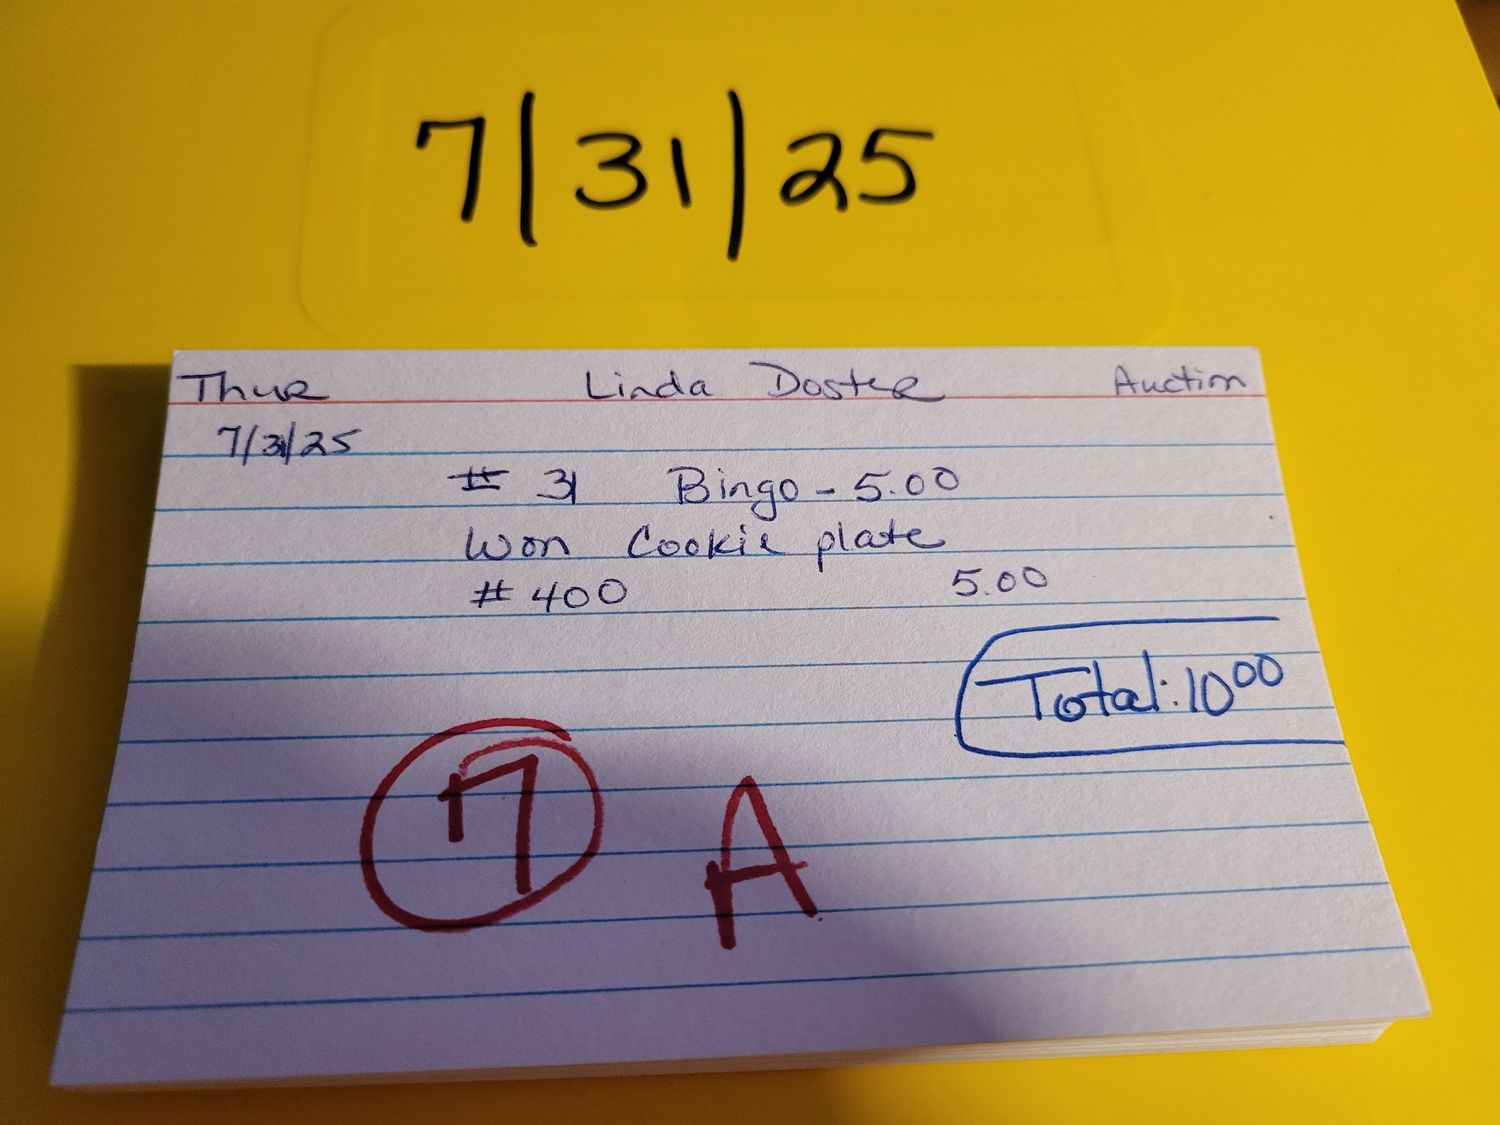 7/31/25
Thur Linda Doster Auction
7/31/25
# 31 Bingo - 5.00
Won Cookie plate
# 400 5.00
Total: 10 00
17 A